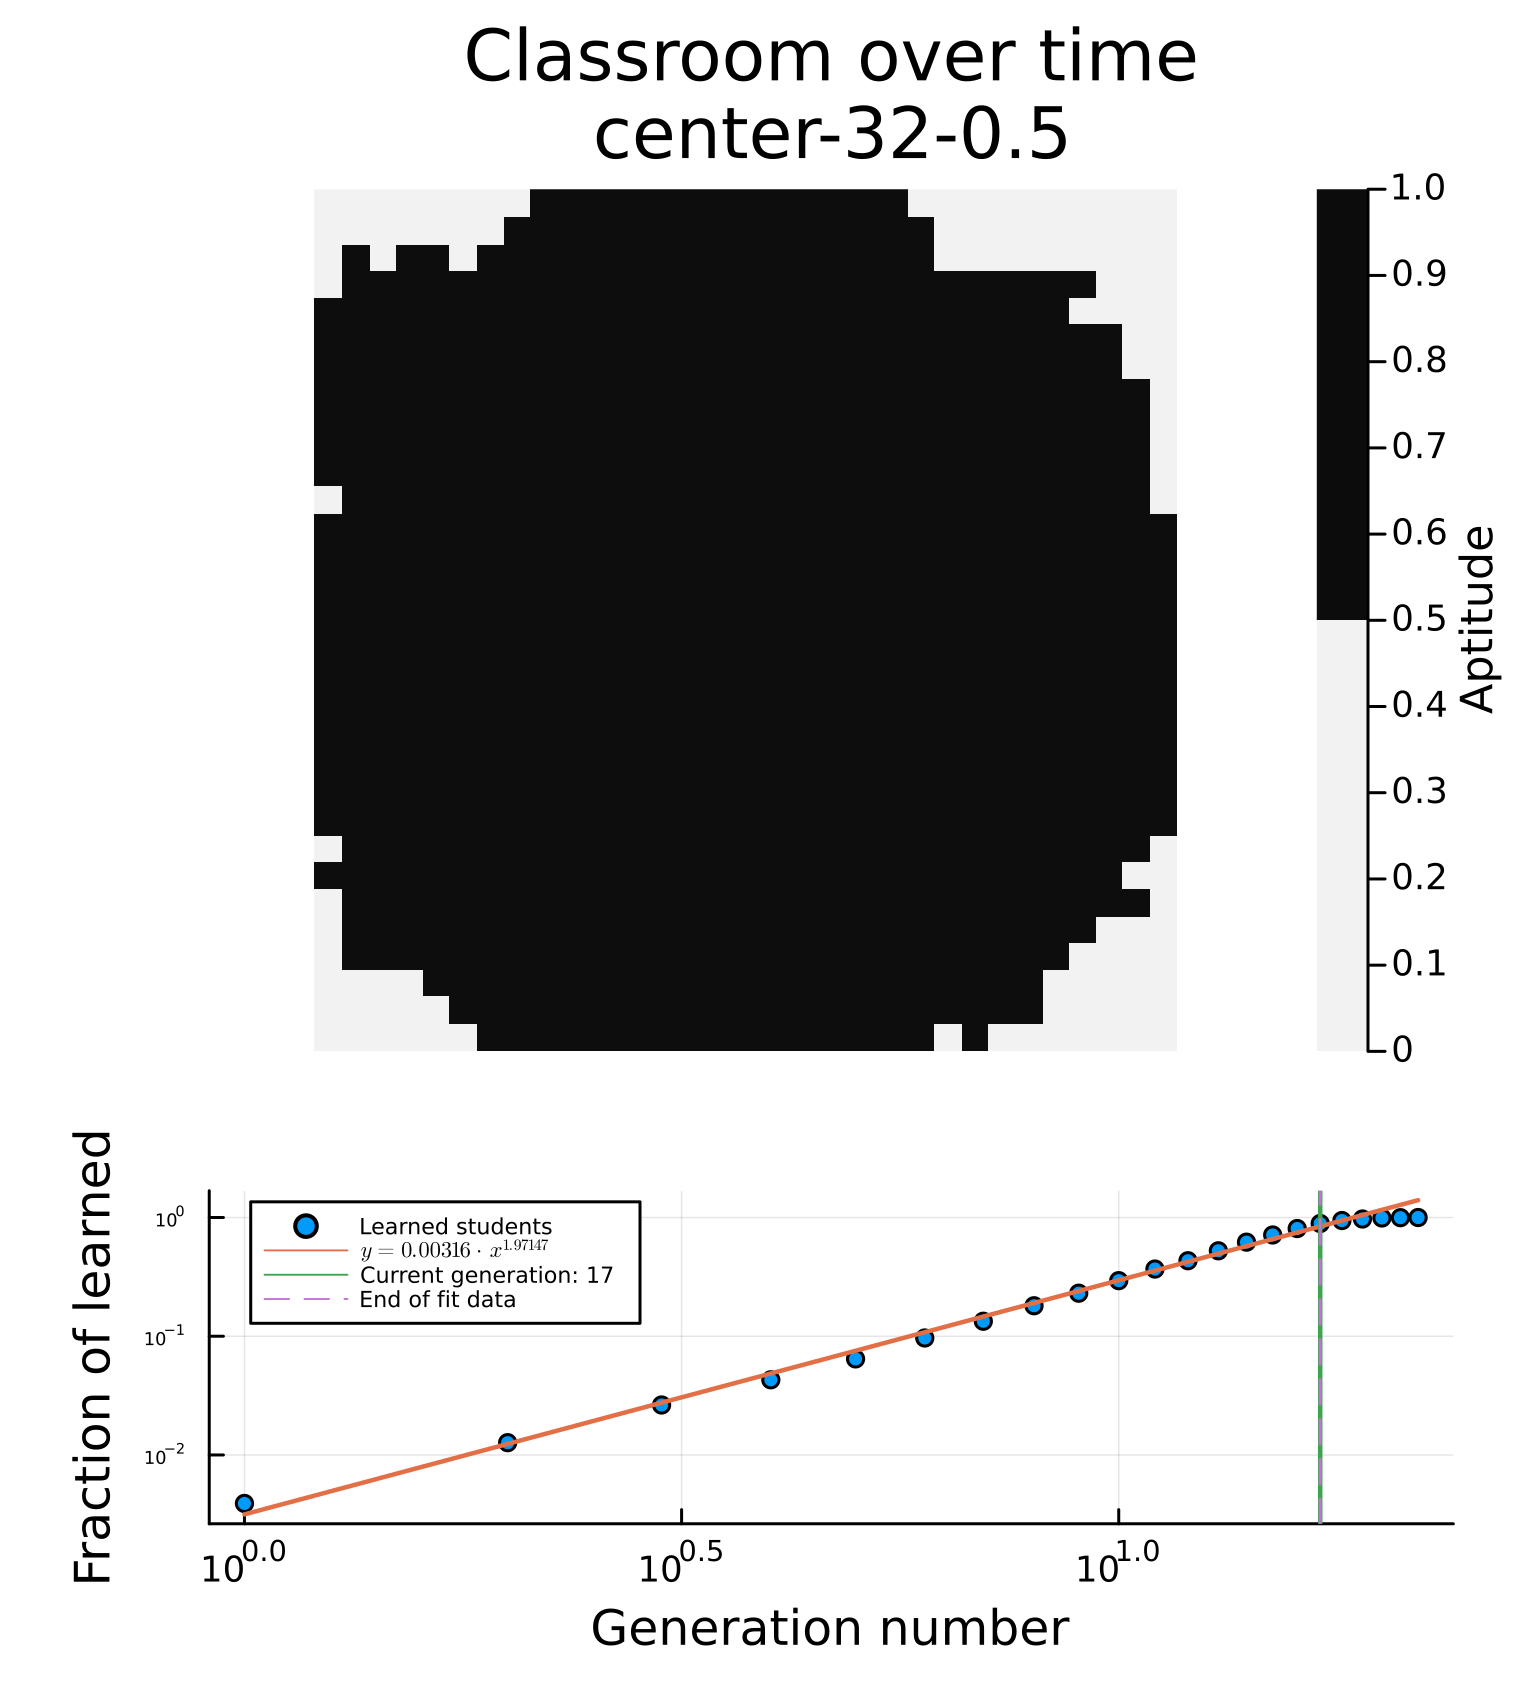 Classroom over time
center-32-0.5
1.0
0.9
0.8
0.7
0.6
0.5
0.4
0.3
0.2
0.1
0
Aptitude
Fraction of learned
10^0
10^−1
10^−2
Learned students
y = 0.00316 · x^1.97147
Current generation: 17
End of fit data
10^0.0
10^0.5
10^1.0
Generation number